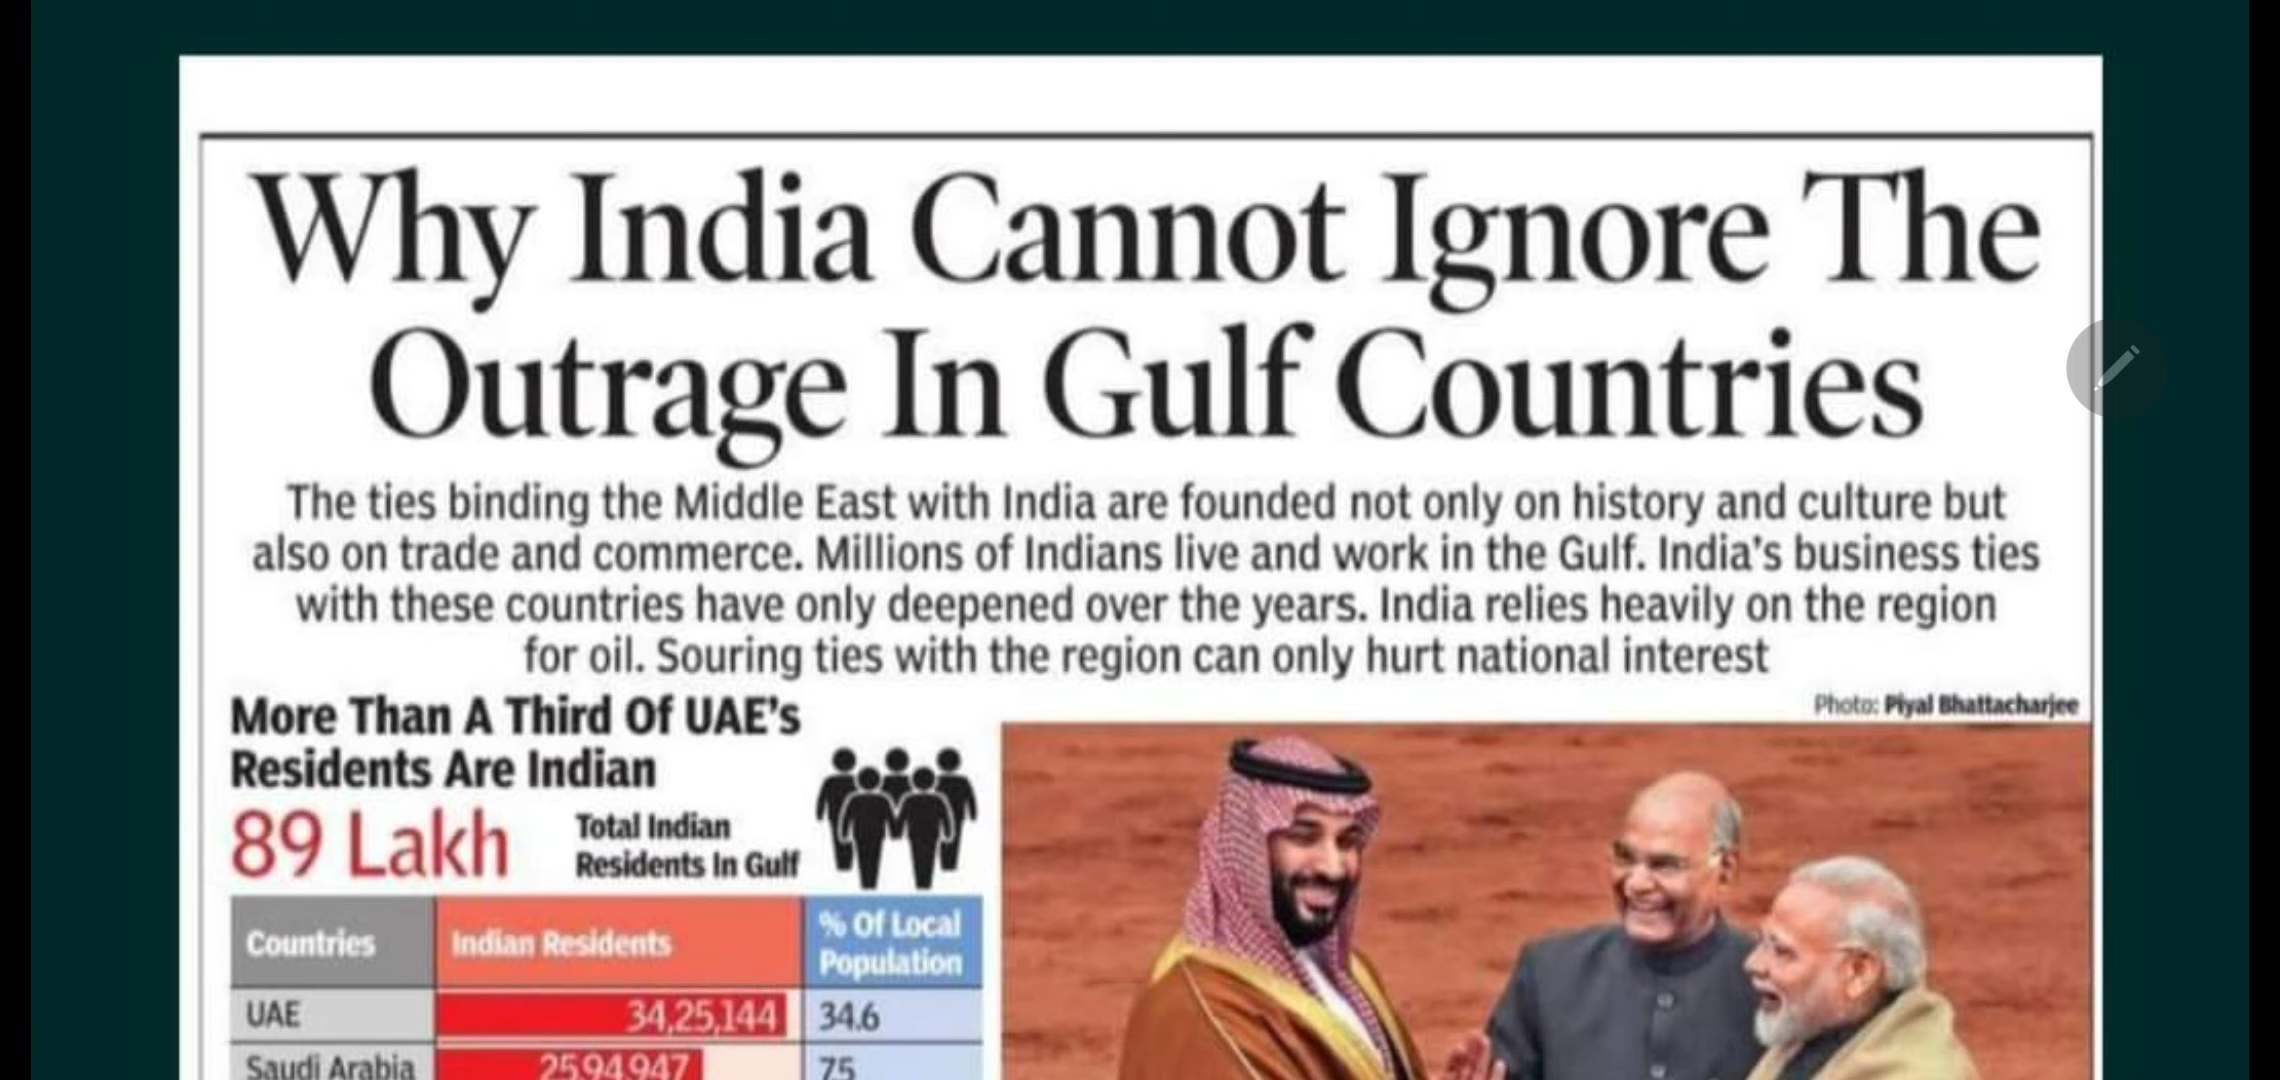 Why India Cannot Ignore The
Outrage In Gulf Countries
The ties binding the Middle East with India are founded not only on history and culture but
also on trade and commerce. Millions of Indians live and work in the Gulf. India's business ties
with these countries have only deepened over the years. India relies heavily on the region
for oil. Souring ties with the region can only hurt national interest
Photo: Piyal Bhattacharjee
More Than A Third Of UAE's
Residents Are Indian
89 Lakh
Total Indian
Residents In Gulf
Countries
Indian Residents
% Of Local
Population
UAE
34,25,144
34.6
Saudi Arabia
25,94,947
7.5